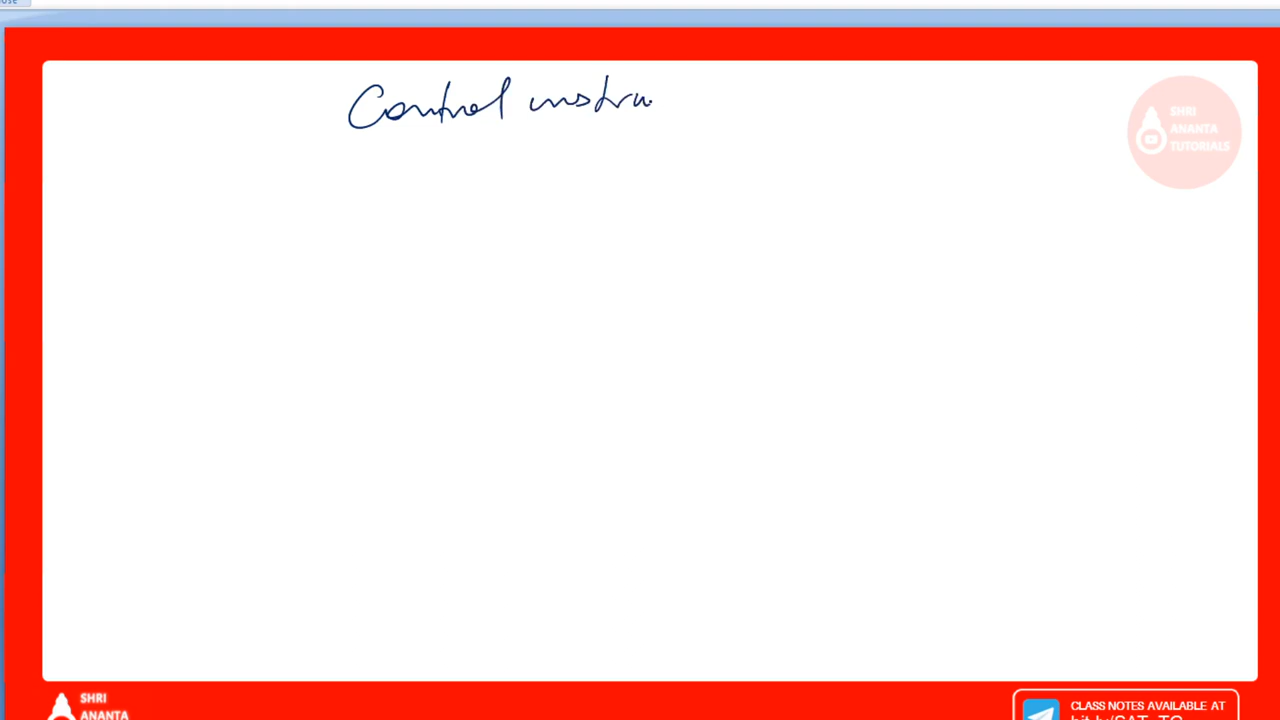 Control instru
SHRI
ANANTA
TUTORIALS
SHRI
ANANTA
CLASS NOTES AVAILABLE AT